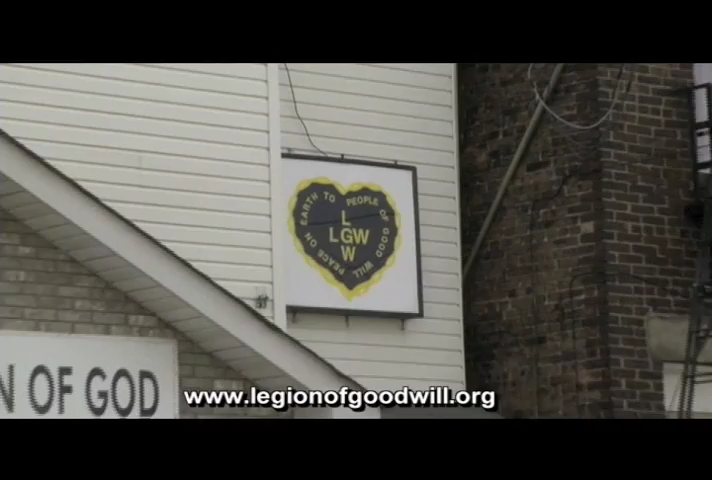 PEACE ON EARTH TO PEOPLE OF GOOD WILL
L
LGW
W
OF GOD
www.legionofgoodwill.org